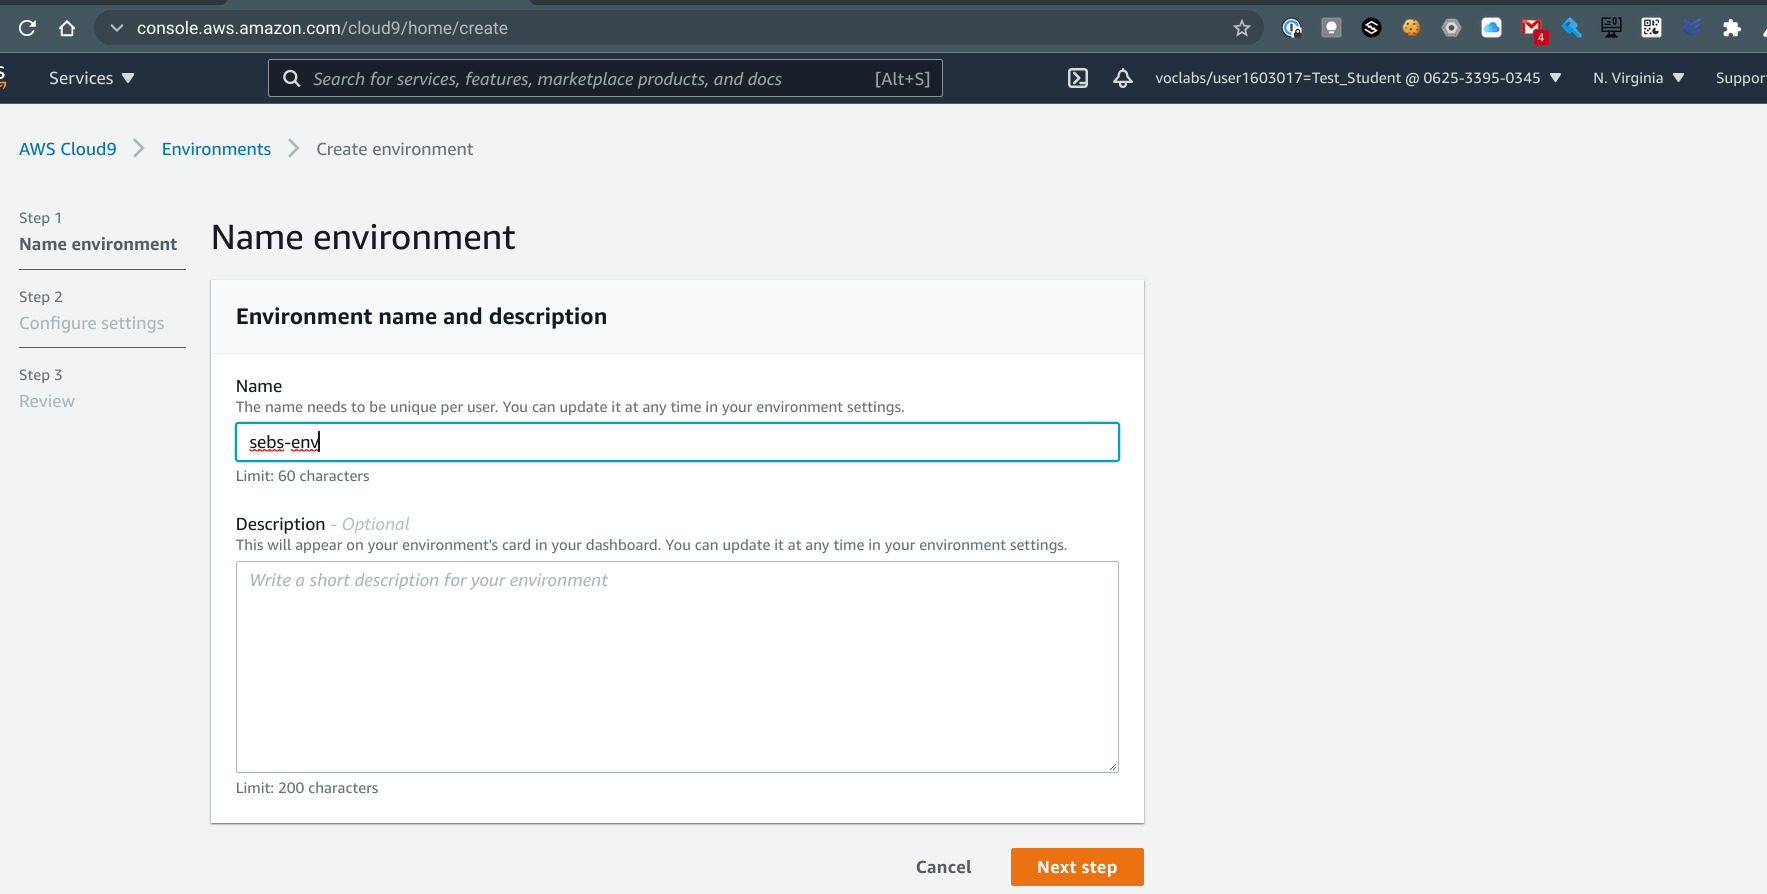 console.aws.amazon.com/cloud9/home/create
4
Services
Search for services, features, marketplace products, and docs [Alt+S]
voclabs/user1603017=Test_Student @ 0625-3395-0345
N. Virginia
Suppor
AWS Cloud9 Environments Create environment
Step 1
Name environment
Step 2
Configure settings
Step 3
Review
Name environment
Environment name and description
Name
The name needs to be unique per user. You can update it at any time in your environment settings.
sebs-env
Limit: 60 characters
Description - Optional
This will appear on your environment's card in your dashboard. You can update it at any time in your environment settings.
Write a short description for your environment
Limit: 200 characters
Cancel
Next step